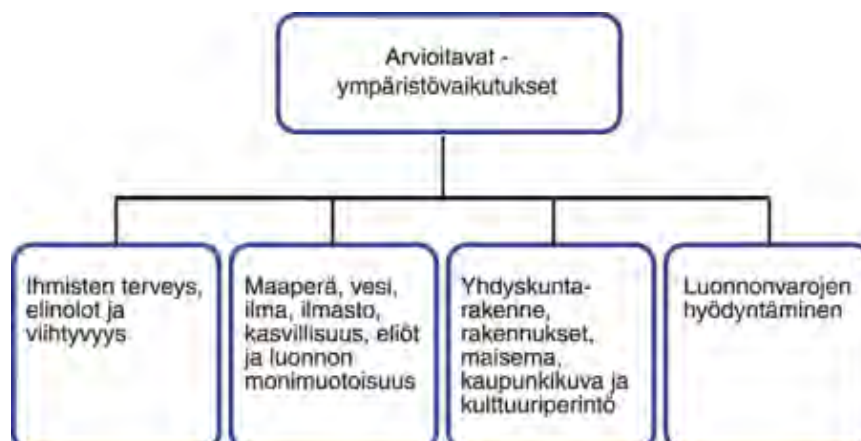 Arvioitavat -
ympäristövaikutukset
Ihmisten terveys,
elinolot ja
viihtyvyys
Maaperä, vesi,
ilma, ilmasto,
kasvillisuus, eliöt
ja luonnon
monimuotoisuus
Yhdyskunta-
rakenne,
rakennukset,
maisema,
kaupunkikuva ja
kulttuuriperintö
Luonnonvarojen
hyödyntäminen